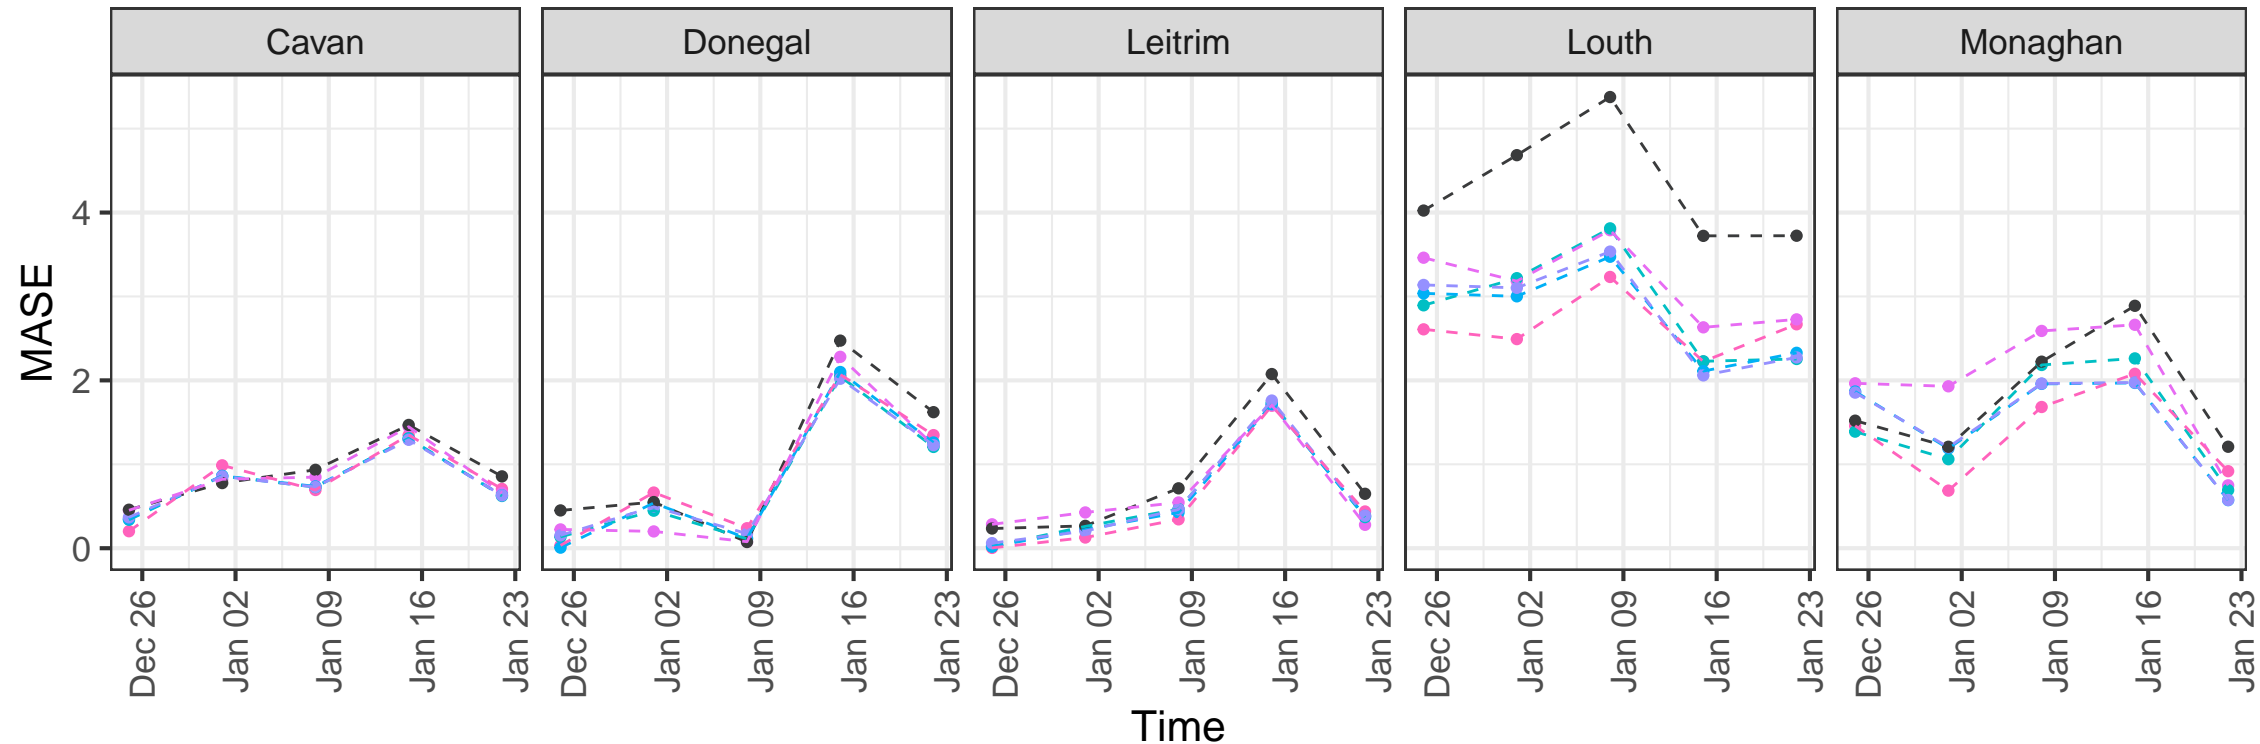 Cavan Donegal Leitrim Louth Monaghan
MASE
4
2
0
Dec 26 Jan 02 Jan 09 Jan 16 Jan 23 Dec 26 Jan 02 Jan 09 Jan 16 Jan 23 Dec 26 Jan 02 Jan 09 Jan 16 Jan 23 Dec 26 Jan 02 Jan 09 Jan 16 Jan 23 Dec 26 Jan 02 Jan 09 Jan 16 Jan 23
Time